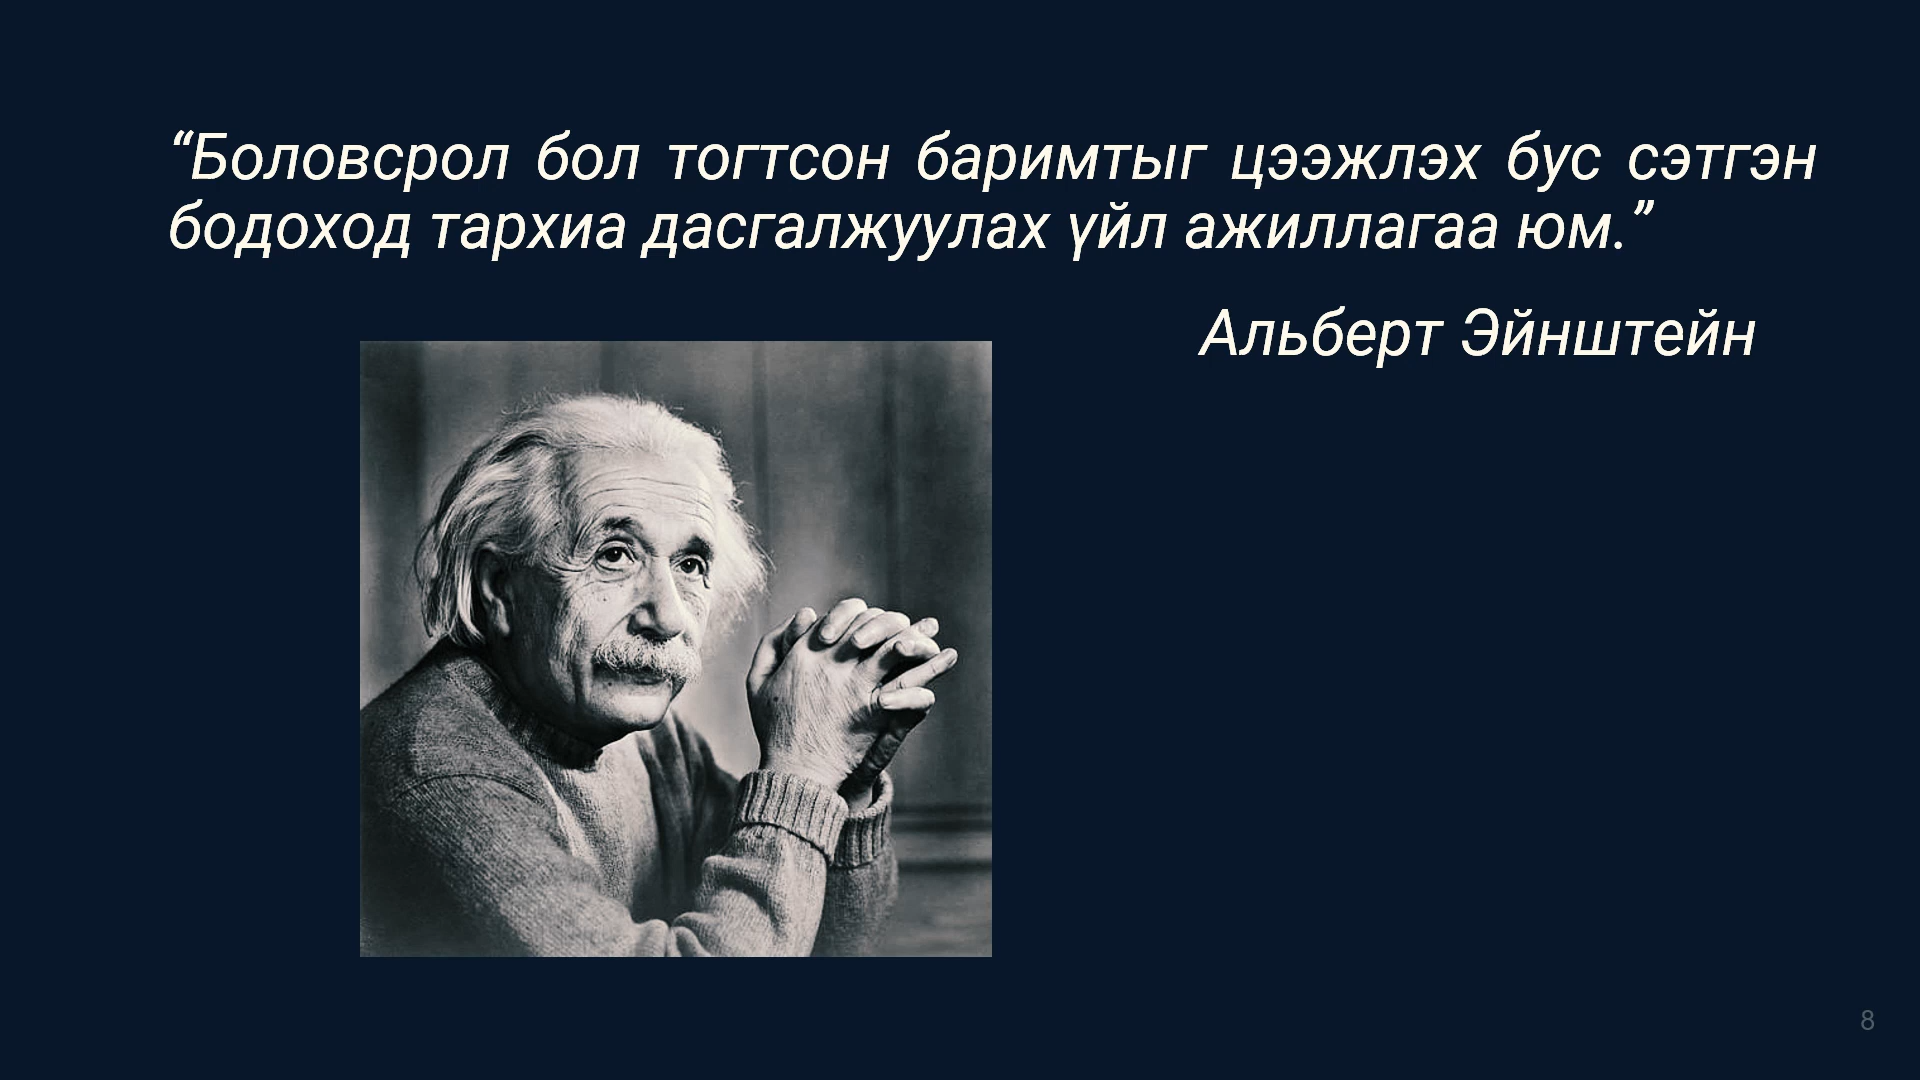 “Боловсрол бол тогтсон баримтыг цээжлэх бус сэтгэн
бодоход тархиа дасгалжуулах үйл ажиллагаа юм.”
Альберт Эйнштейн
8